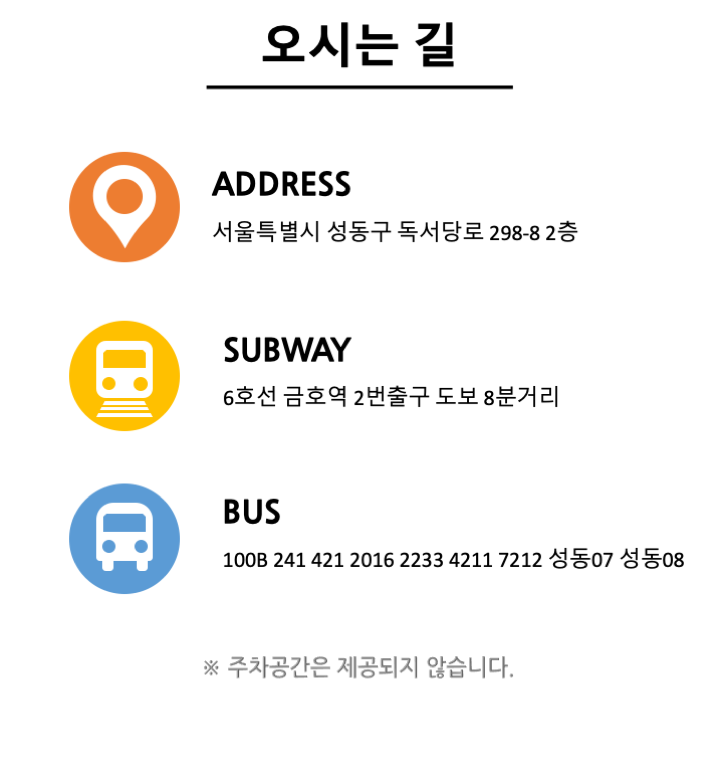 오시는 길
ADDRESS
서울특별시 성동구 독서당로 298-8 2층
SUBWAY
6호선 금호역 2번출구 도보 8분거리
BUS
100B 241 421 2016 2233 4211 7212 성동07 성동08
※ 주차공간은 제공되지 않습니다.